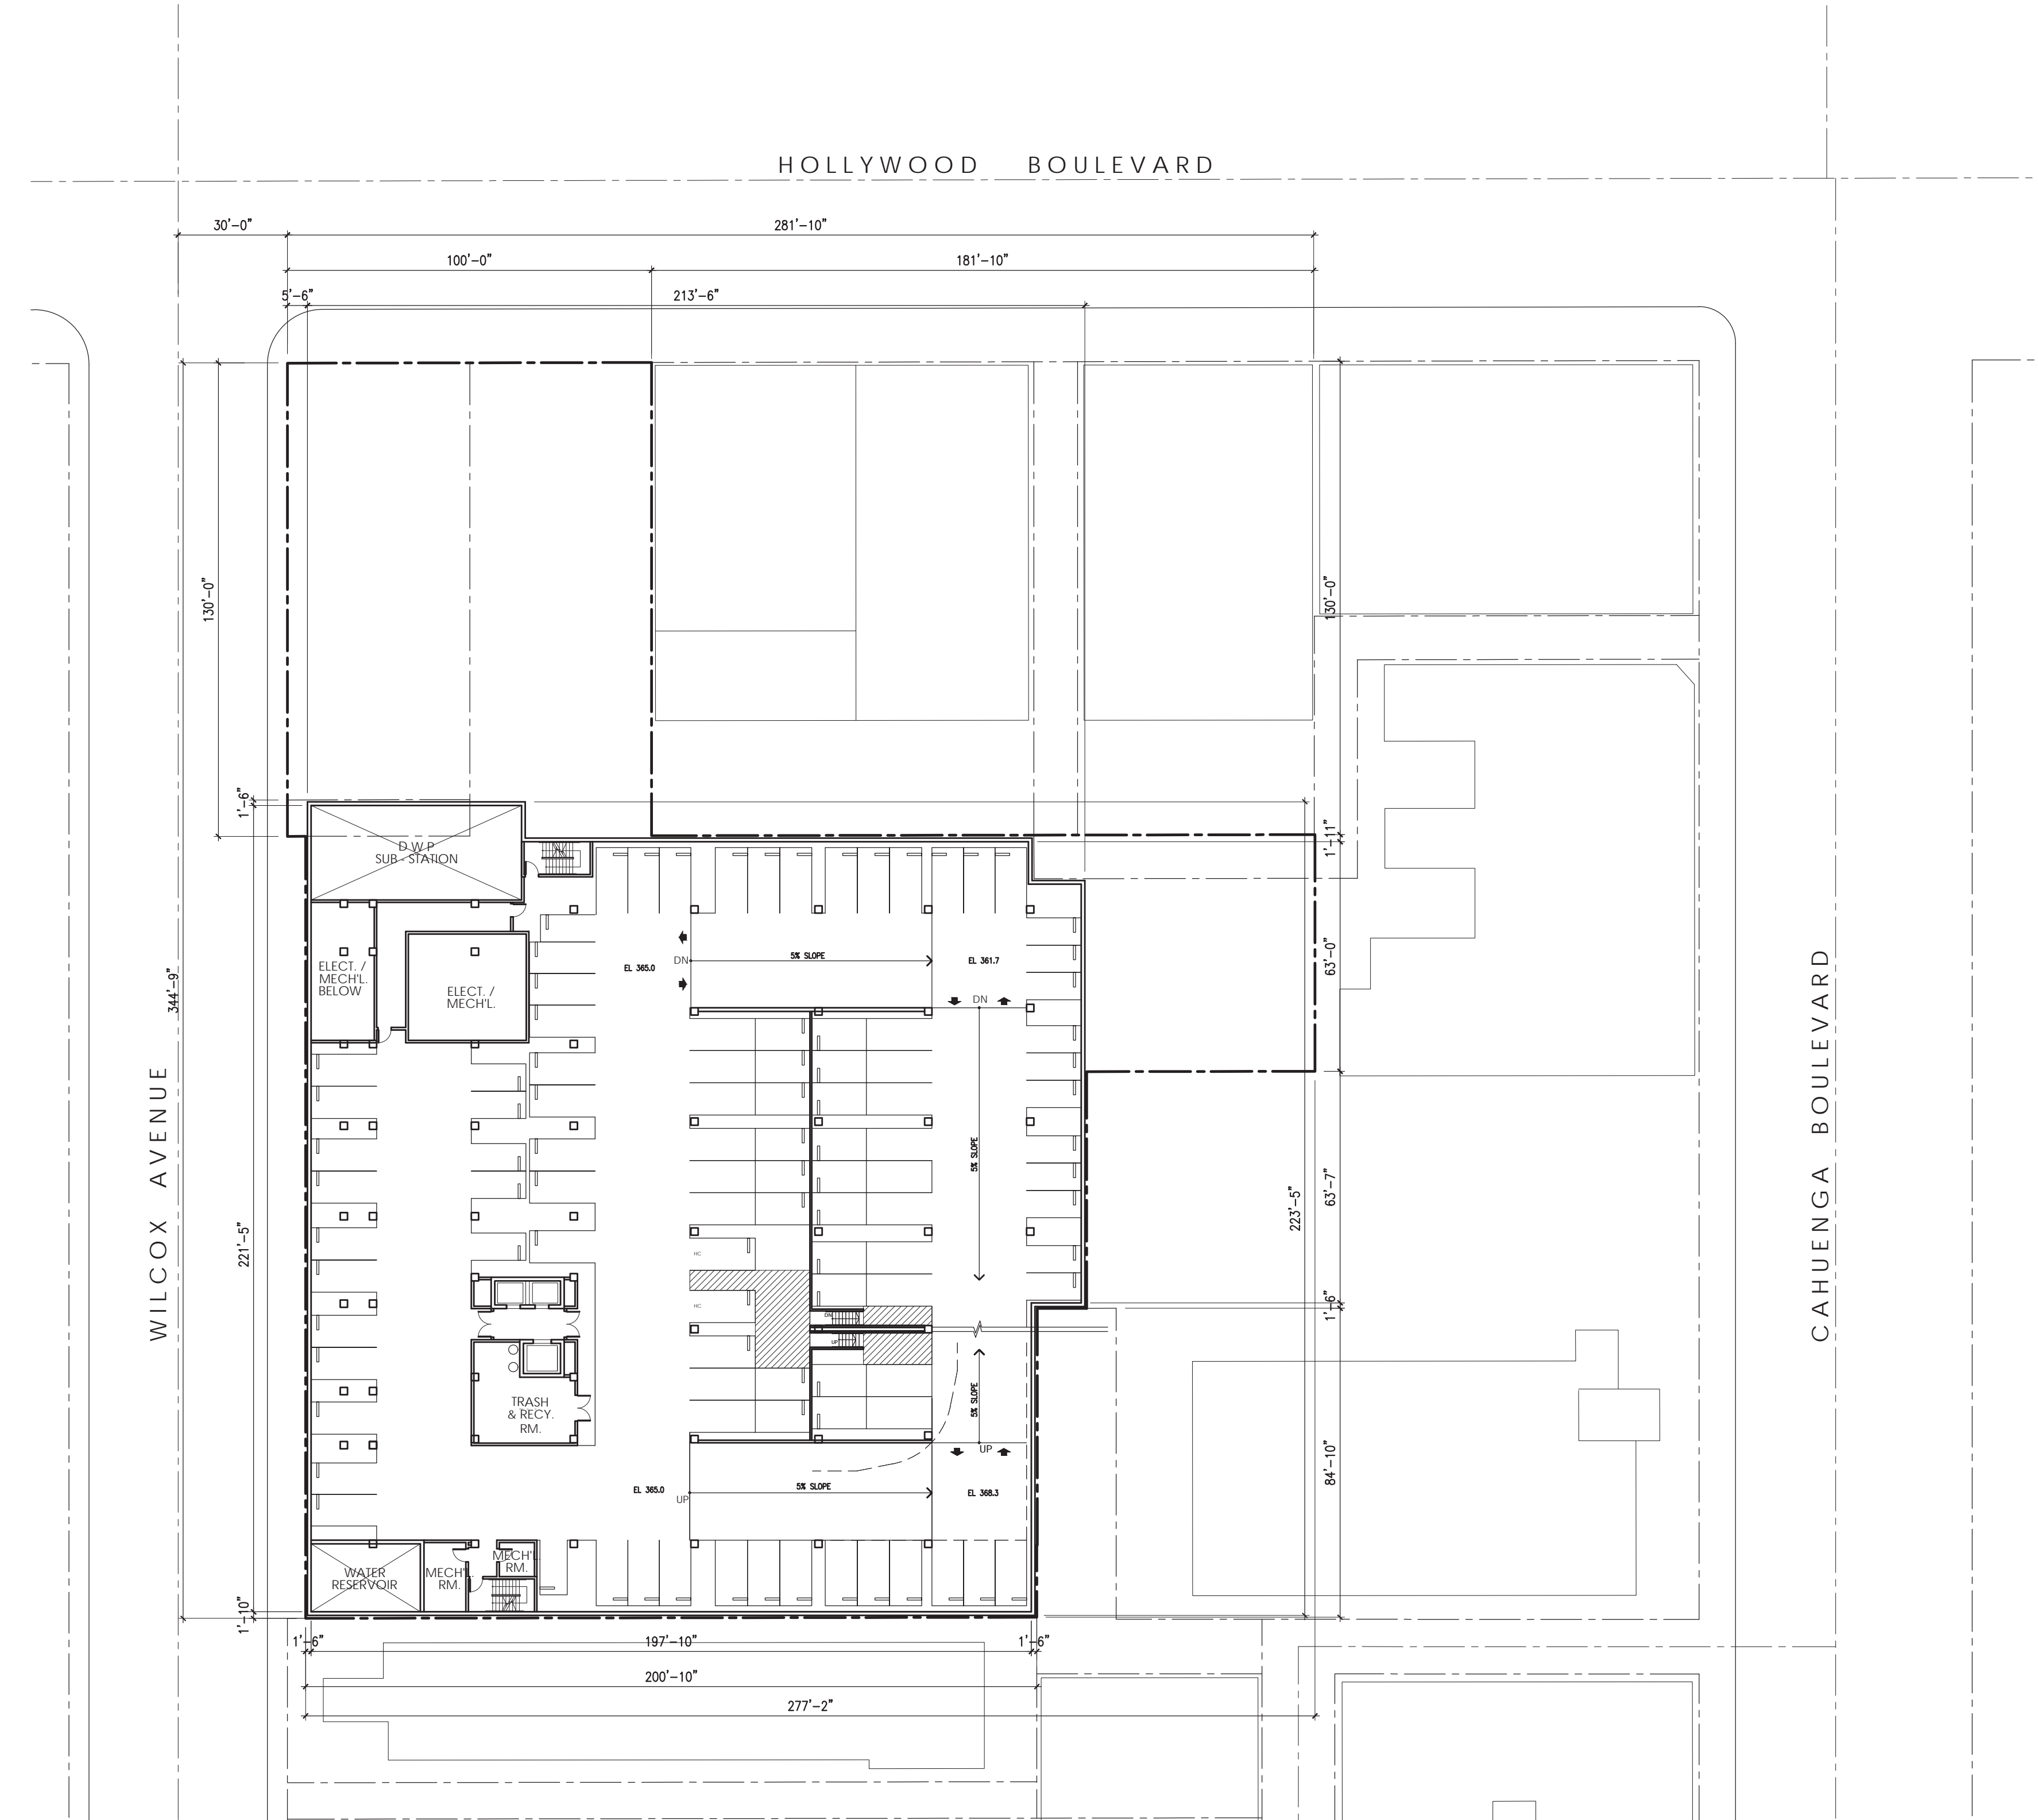 HOLLYWOOD BOULEVARD
30'-0"
281'-10"
100'-0"
181'-10"
5'-6"
213'-6"
130'-0"
130'-0"
1'-6"
1'-11"
D W P
SUB - STATION
ELECT. /
MECH'L.
BELOW
ELECT. /
MECH'L.
EL 365.0
DN
5% SLOPE
EL 361.7
DN
63'-0"
344'-9"
WILCOX AVENUE
CAHUENGA BOULEVARD
5% SLOPE
63'-7"
223'-5"
221'-5"
HC
HC
DN
UP
1'-6"
5% SLOPE
TRASH
& RECY.
RM.
UP
84'-10"
EL 365.0
UP
5% SLOPE
EL 368.3
WATER
RESERVOIR
MECH'L.
RM.
MECH'L.
RM.
1'-10"
1'-6"
197'-10"
1'-6"
200'-10"
277'-2"